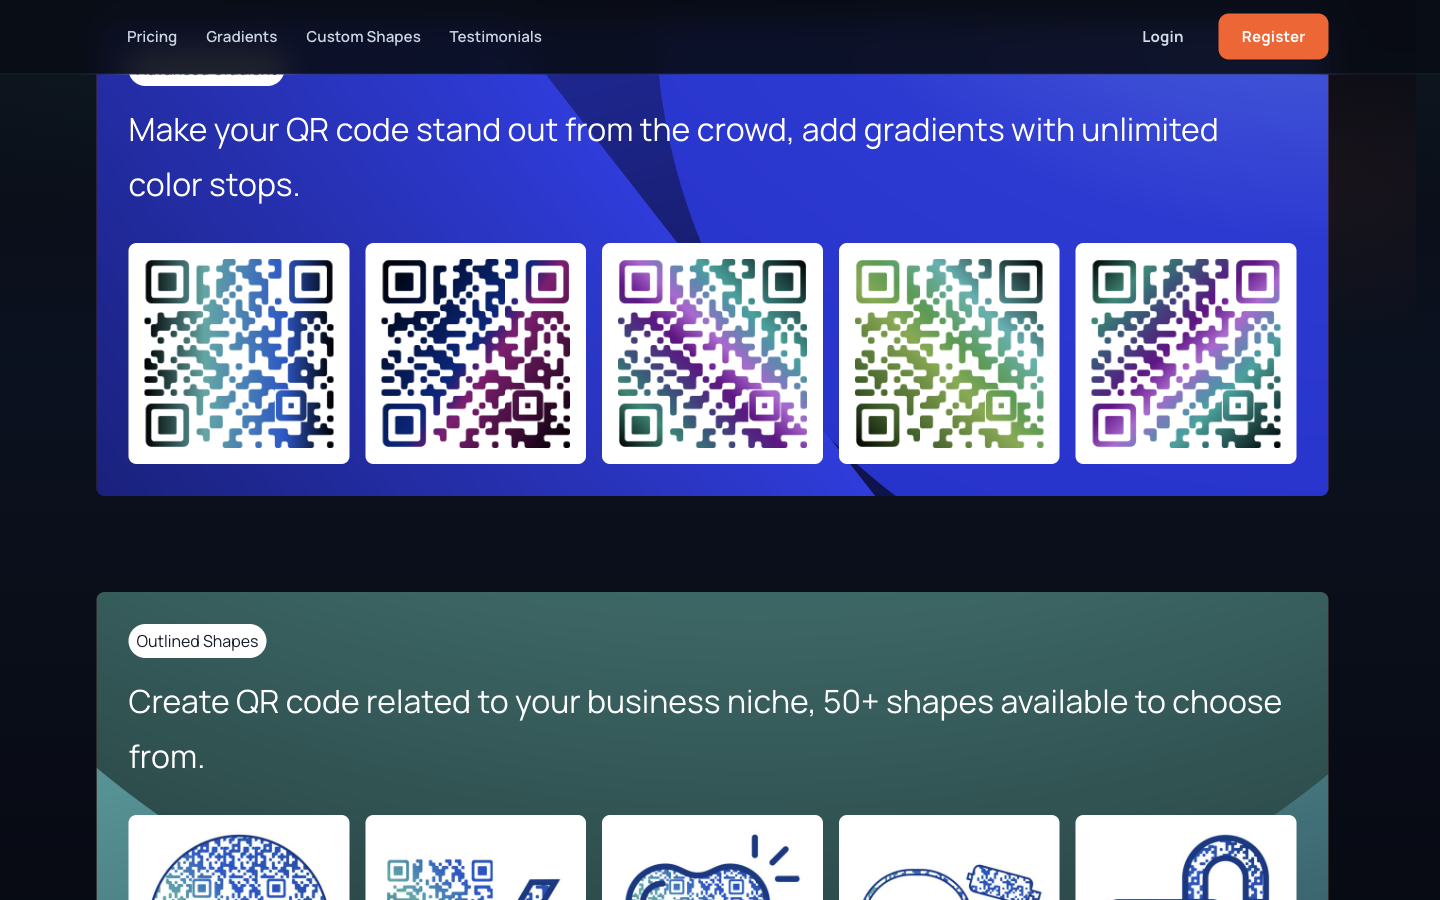 Pricing Gradients Custom Shapes Testimonials Login Register
Make your QR code stand out from the crowd, add gradients with unlimited
color stops.
Outlined Shapes
Create QR code related to your business niche, 50+ shapes available to choose
from.